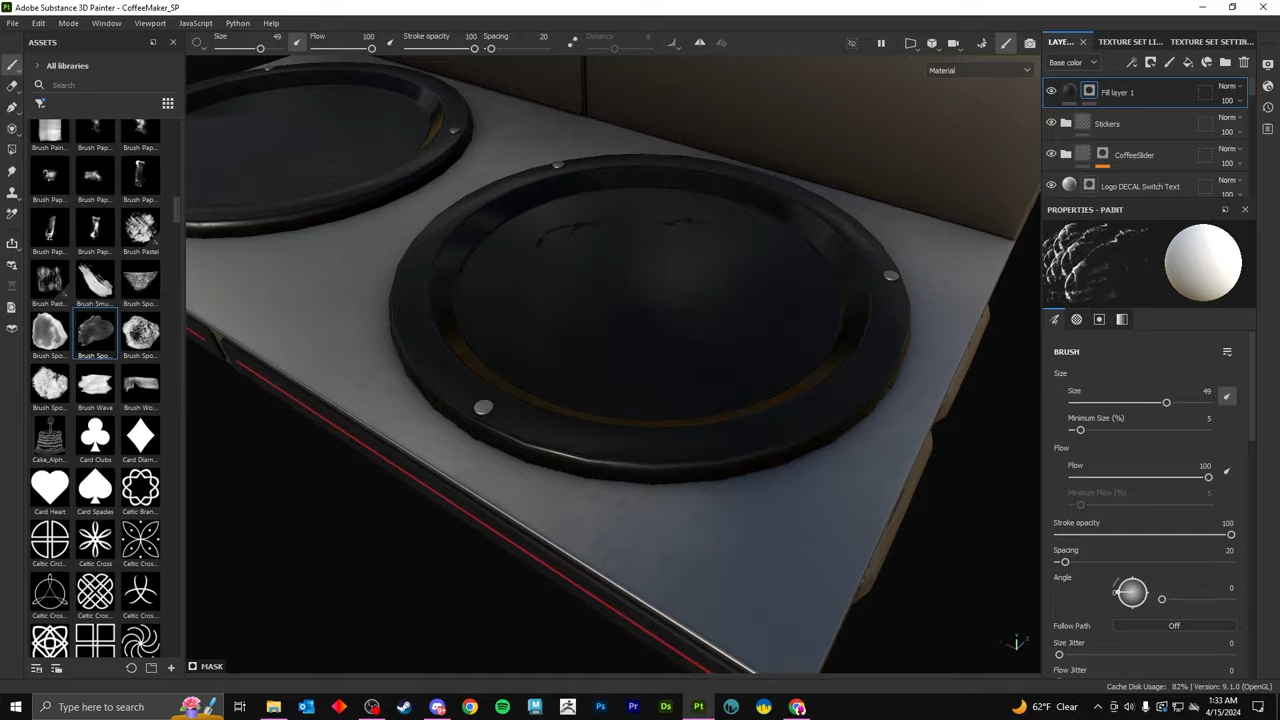 Adobe Substance 3D Painter - CoffeeMaker_SP
File Edit Mode Window Viewport JavaScript Python Help
ASSETS
Size 49 Flow 100 Stroke opacity 100 Spacing 20 Distance 8
LAYE... TEXTURE SET LI... TEXTURE SET SETTIN...
All libraries
Search
Material
Base color
Fill layer 1 Norm 100
Stickers Norm 100
CoffeeSlider Norm 100
Logo DECAL Switch Text Norm 100
Brush Pain... Brush Pap... Brush Pap...
Brush Pap... Brush Pap... Brush Pap...
Brush Pap... Brush Pap... Brush Pastel
Brush Past... Brush Smu... Brush Spo...
Brush Spo... Brush Spo... Brush Spo...
Brush Spo... Brush Wave Brush Wo...
Cake_Alph... Card Clubs Card Diam...
Card Heart Card Spades Celtic Bran...
Celtic Circl... Celtic Cros... Celtic Cros...
Celtic Cros... Celtic Cros... Celtic Cros...
PROPERTIES - PAINT
BRUSH
Size
Size 49
Minimum Size (%) 5
Flow
Flow 100
Minimum Flow (%) 5
Stroke opacity 100
Spacing 20
Angle 0
Follow Path Off
Size Jitter 0
Flow Jitter 0
MASK
Cache Disk Usage: 82% | Version: 9.1.0 (OpenGL)
Type here to search
62°F Clear
1:33 AM
4/15/2024